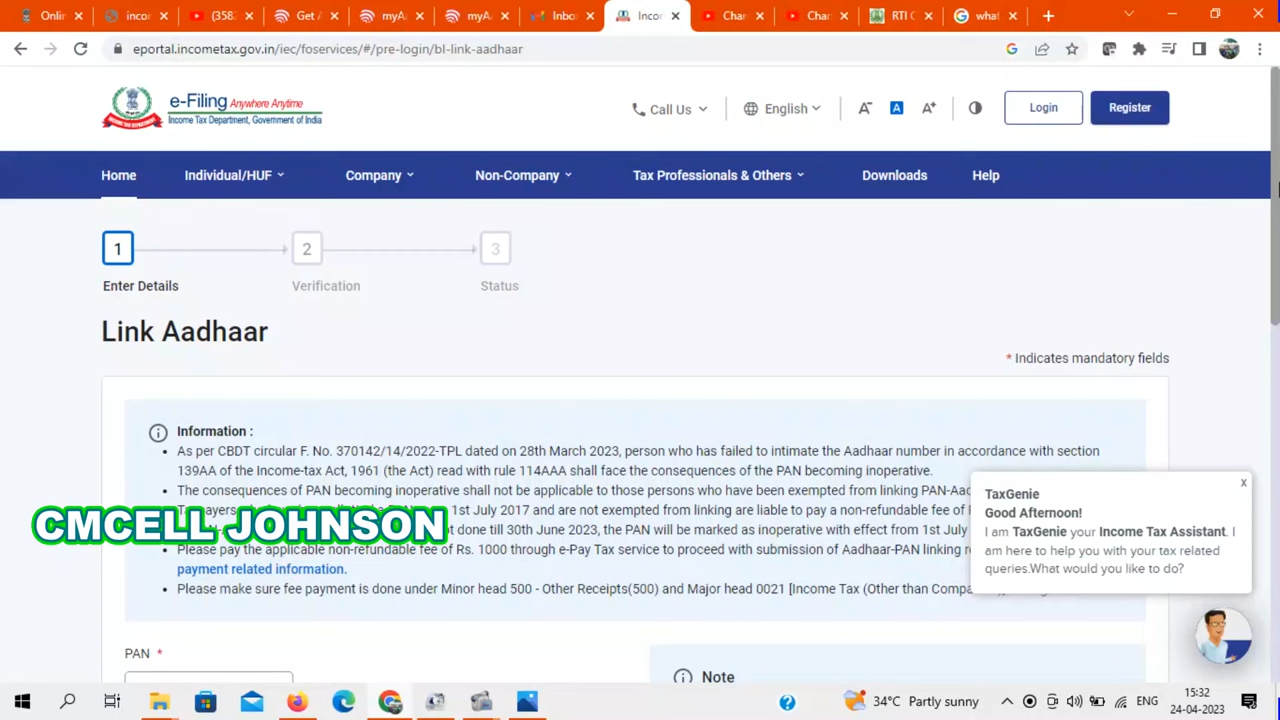 Onlin
incom
(358
Get A
myA
myA
Inbo
Inco
Chan
Chan
RTI C
what
eportal.incometax.gov.in/iec/foservices/#/pre-login/bl-link-aadhaar
e-Filing Anywhere Anytime
Income Tax Department, Government of India
Call Us
English
A-
A
A+
Login
Register
Home
Individual/HUF
Company
Non-Company
Tax Professionals & Others
Downloads
Help
1
2
3
Enter Details
Verification
Status
Link Aadhaar
* Indicates mandatory fields
Information :
As per CBDT circular F. No. 370142/14/2022-TPL dated on 28th March 2023, person who has failed to intimate the Aadhaar number in accordance with section
139AA of the Income-tax Act, 1961 (the Act) read with rule 114AAA shall face the consequences of the PAN becoming inoperative.
The consequences of PAN becoming inoperative shall not be applicable to those persons who have been exempted from linking PAN-Aad
1st July 2017 and are not exempted from linking are liable to pay a non-refundable fee of
CMCELL JOHNSON
t done till 30th June 2023, the PAN will be marked as inoperative with effect from 1st July
Please pay the applicable non-refundable fee of Rs. 1000 through e-Pay Tax service to proceed with submission of Aadhaar-PAN linking
payment related information.
Please make sure fee payment is done under Minor head 500 - Other Receipts(500) and Major head 0021 [Income Tax (Other than
x
TaxGenie
Good Afternoon!
I am TaxGenie your Income Tax Assistant. I
am here to help you with your tax related
queries.What would you like to do?
PAN *
Note
34°C Partly sunny
ENG
15:32
24-04-2023